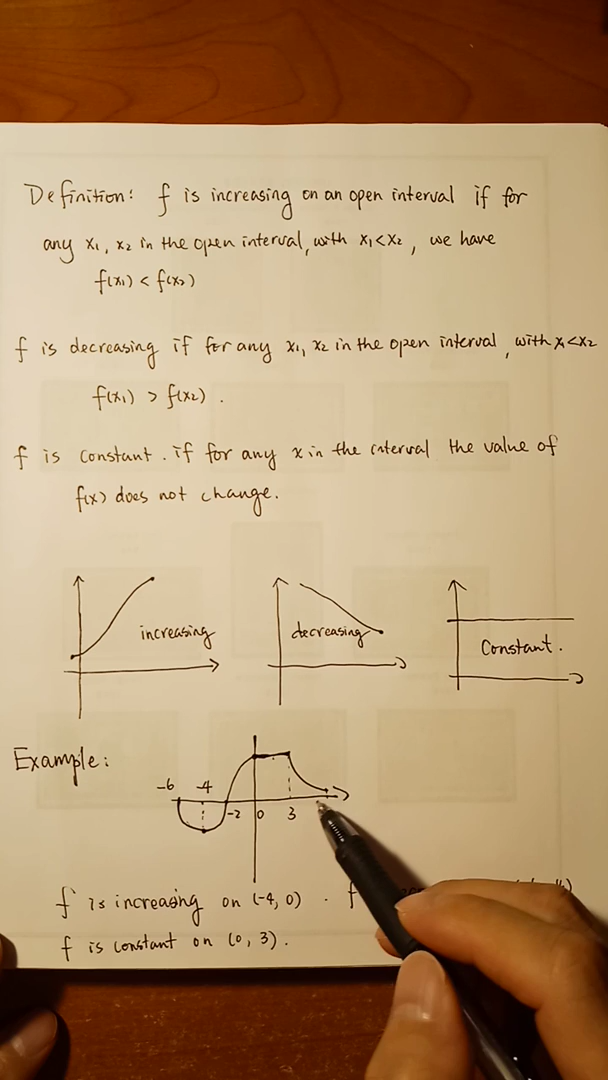 Definition: f is increasing on an open interval if for
any x₁, x₂ in the open interval, with x₁<x₂, we have
f(x₁) < f(x₂)
f is decreasing if for any x₁, x₂ in the open interval, with x₁<x₂
f(x₁) > f(x₂).
f is constant. if for any x in the interval the value of
f(x) does not change.
increasing
decreasing
Constant.
Example:
-6 -4
-2 0 3
f is increasing on (-4, 0). f
f is constant on (0, 3).